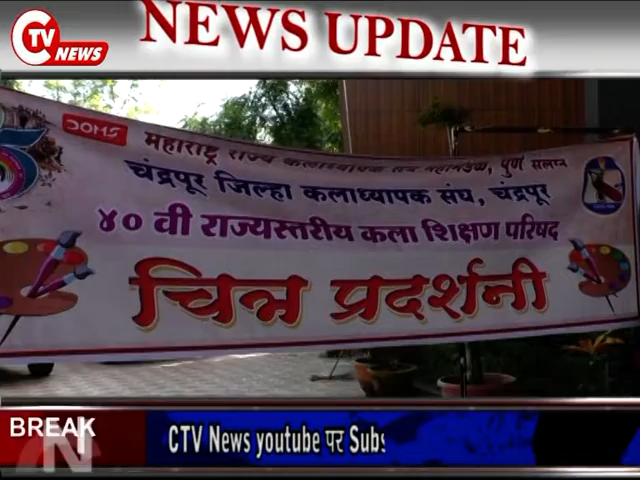 NEWS UPDATE
CTV NEWS
DOMS
महाराष्ट्र राज्य कलाध्यापक संघ महामंडळ, पुणे संलग्न
चंद्रपूर जिल्हा कलाध्यापक संघ, चंद्रपूर
४० वी राज्यस्तरीय कला शिक्षण परिषद
चित्र प्रदर्शनी
BREAK
N
CTV News youtube पर Subs